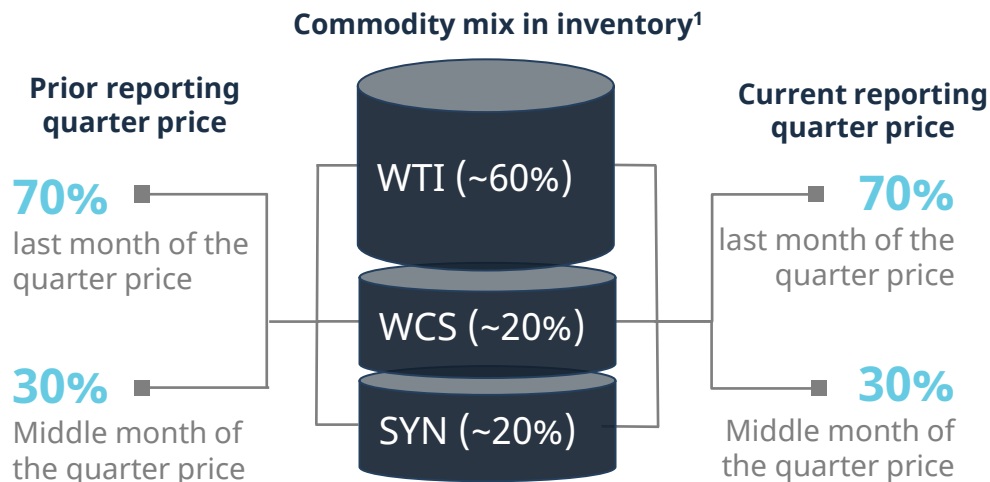 Commodity mix in inventory¹
Prior reporting
quarter price
70%
last month of the
quarter price
30%
Middle month of
the quarter price
WTI (~60%)
WCS (~20%)
SYN (~20%)
Current reporting
quarter price
70%
last month of the
quarter price
30%
Middle month of
the quarter price